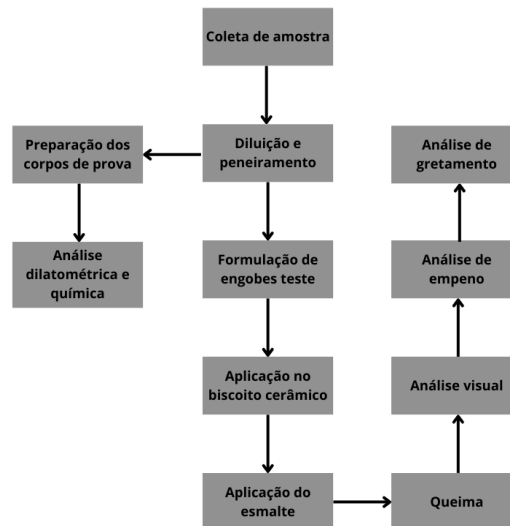 Coleta de amostra
Preparação dos
corpos de prova
Diluição e
peneiramento
Análise de
gretamento
Análise
dilatométrica e
química
Formulação de
engobes teste
Análise de
empeno
Aplicação no
biscoito cerâmico
Análise visual
Aplicação do
esmalte
Queima